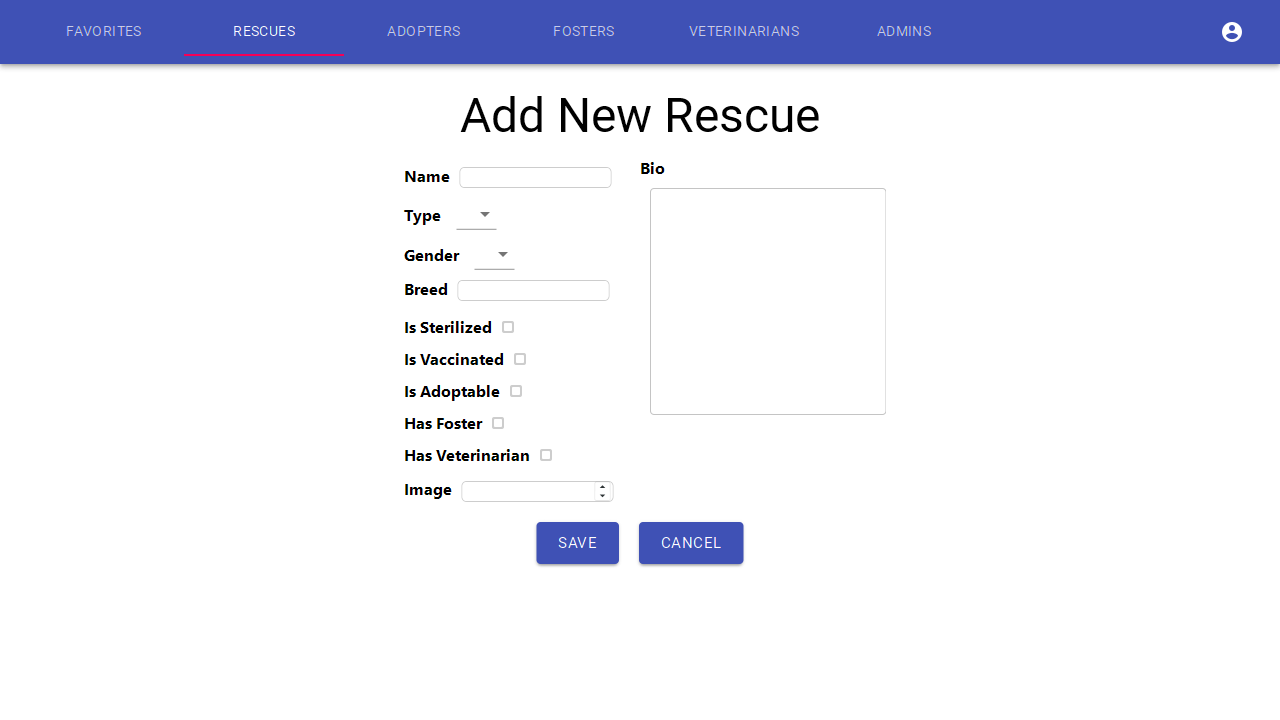 FAVORITES RESCUES ADOPTERS FOSTERS VETERINARIANS ADMINS
Add New Rescue
Name
Type
Gender
Breed
Is Sterilized
Is Vaccinated
Is Adoptable
Has Foster
Has Veterinarian
Image
Bio
SAVE CANCEL